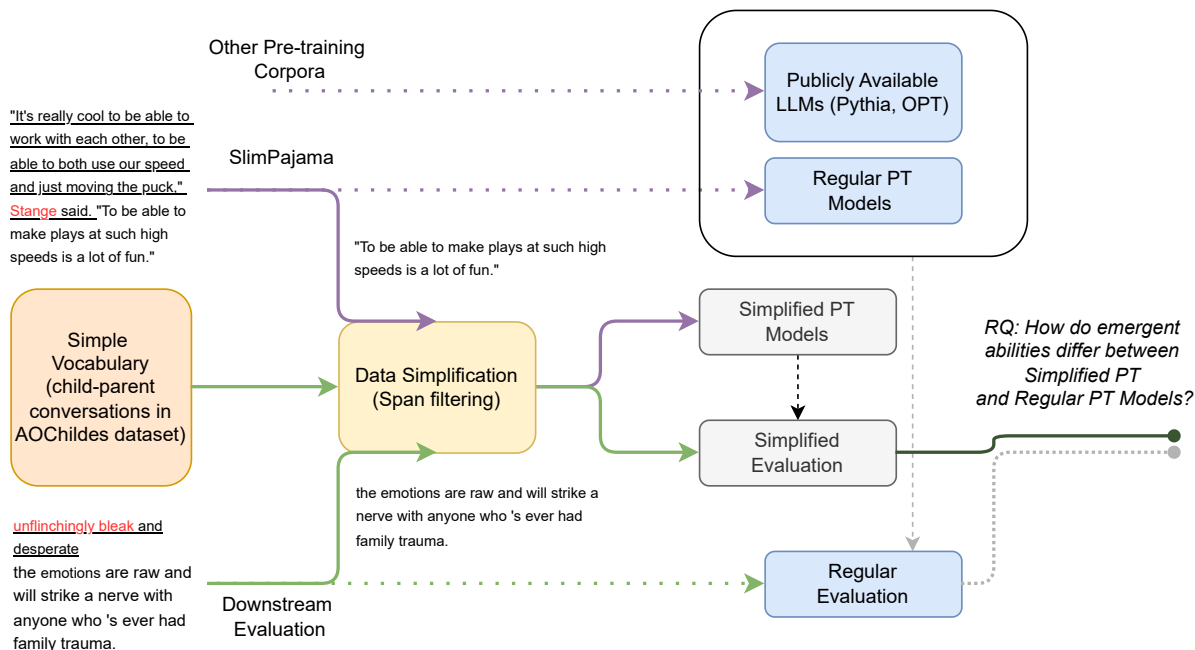 Other Pre-training
Corpora
Publicly Available
LLMs (Pythia, OPT)
"It's really cool to be able to
work with each other, to be
able to both use our speed
and just moving the puck,"
Stange said. "To be able to
make plays at such high
speeds is a lot of fun."
SlimPajama
Regular PT
Models
"To be able to make plays at such high
speeds is a lot of fun."
Simple
Vocabulary
(child-parent
conversations in
AOChildes dataset)
Data Simplification
(Span filtering)
Simplified PT
Models
Simplified
Evaluation
RQ: How do emergent
abilities differ between
Simplified PT
and Regular PT Models?
unflinchingly bleak and
desperate
the emotions are raw and
will strike a nerve with
anyone who 's ever had
family trauma.
the emotions are raw and will strike a
nerve with anyone who 's ever had
family trauma.
Downstream
Evaluation
Regular
Evaluation